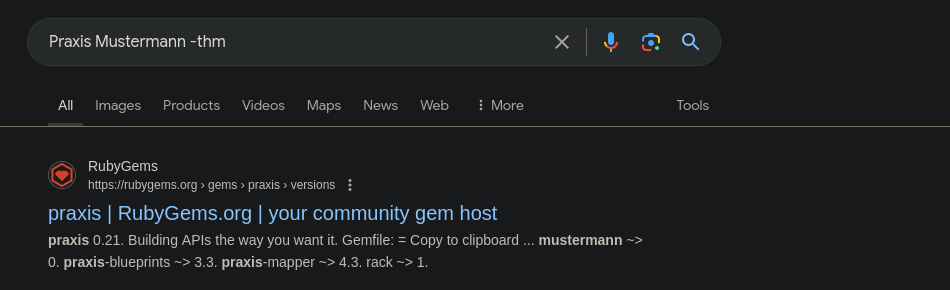 Praxis Mustermann -thm
All Images Products Videos Maps News Web More Tools
RubyGems
https://rubygems.org › gems › praxis › versions
praxis | RubyGems.org | your community gem host
praxis 0.21. Building APIs the way you want it. Gemfile: = Copy to clipboard ... mustermann ~>
0. praxis-blueprints ~> 3.3. praxis-mapper ~> 4.3. rack ~> 1.